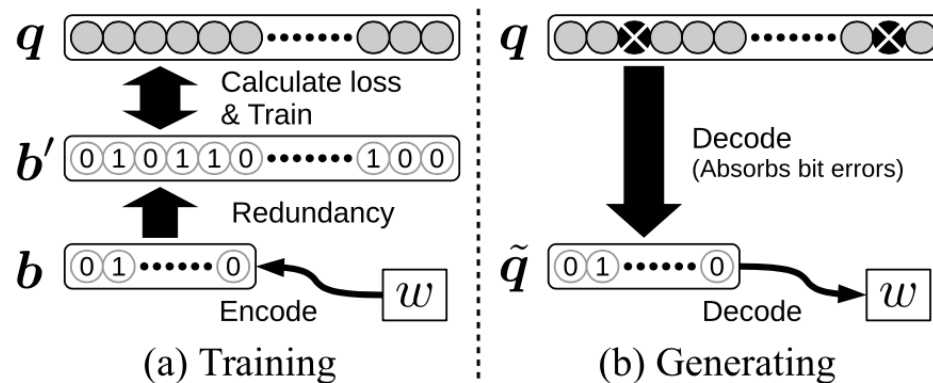 q
Calculate loss
& Train
b′
0 1 0 1 1 0 ······· 1 0 0
Redundancy
b
0 1 ······ 0
w
Encode
(a) Training
q
Decode
(Absorbs bit errors)
q̃
0 1 ······ 0
w
Decode
(b) Generating